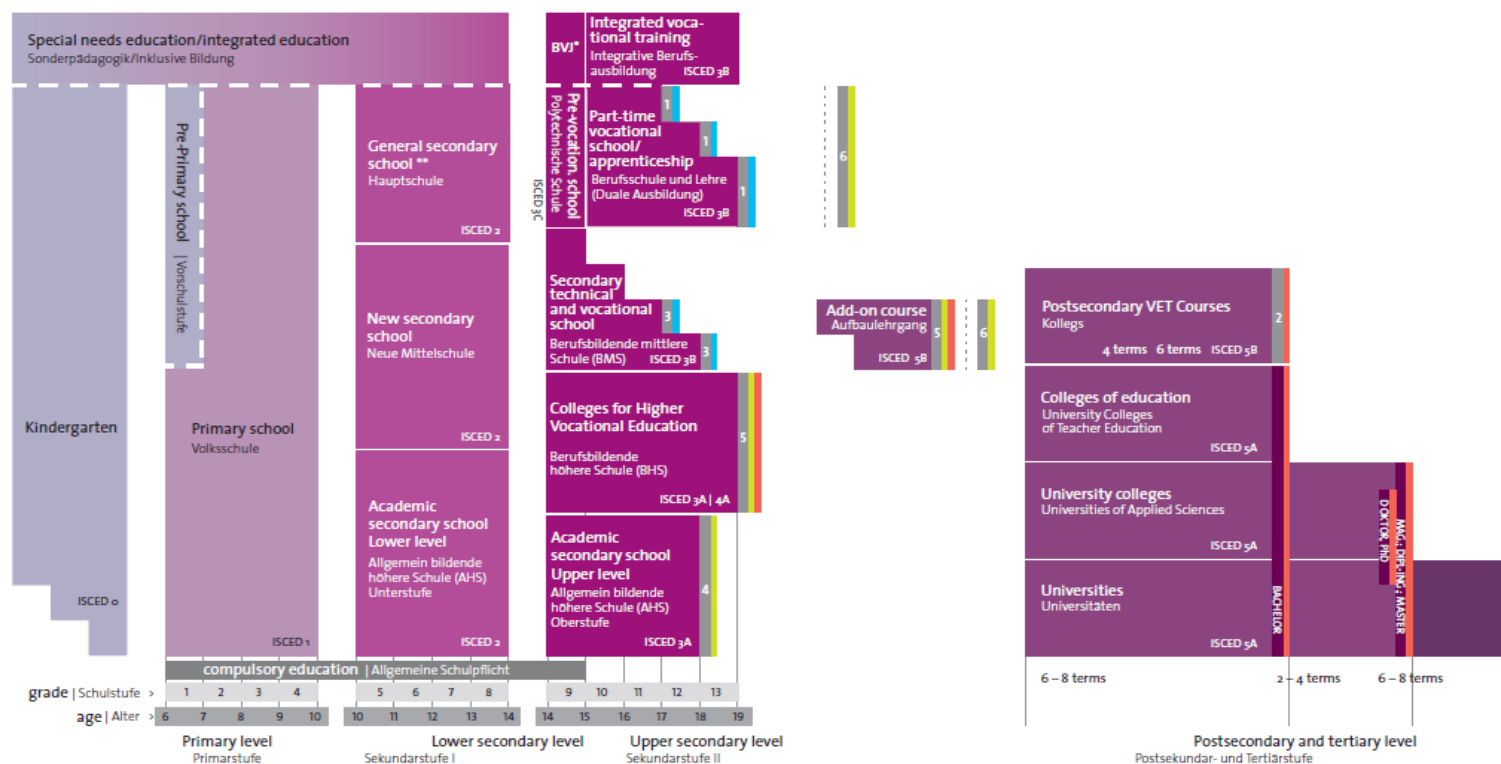 Special needs education/integrated education
Sonderpädagogik/Inklusive Bildung
Kindergarten
ISCED 0
Pre-Primary school | Vorschulstufe
Primary school
Volksschule
ISCED 1
General secondary
school **
Hauptschule
ISCED 2
New secondary
school
Neue Mittelschule
ISCED 2
Academic
secondary school
Lower level
Allgemein bildende
höhere Schule (AHS)
Unterstufe
ISCED 2
BVJ*
Integrated voca-
tional training
Integrative Berufs-
ausbildung
ISCED 3B
Pre-vocation. school
Polytechnische Schule
ISCED 3C
Part-time
vocational
school/
apprenticeship
Berufsschule und Lehre
(Duale Ausbildung)
ISCED 3B
1
1
1
6
Secondary
technical
and vocational
school
Berufsbildende mittlere
Schule (BMS) ISCED 3B
3
3
Add-on course
Aufbaulehrgang
ISCED 5B
5
6
Colleges for Higher
Vocational Education
Berufsbildende
höhere Schule (BHS)
ISCED 3A | 4A
5
Academic
secondary school
Upper level
Allgemein bildende
höhere Schule (AHS)
Oberstufe
ISCED 3A
4
Postsecondary VET Courses
Kollegs
4 terms 6 terms ISCED 5B
2
Colleges of education
University Colleges
of Teacher Education
ISCED 5A
University colleges
Universities of Applied Sciences
ISCED 5A
Universities
Universitäten
ISCED 5A
BACHELOR
DOKTOR, PhD
MAG.; DIPL-ING.; MASTER
6 – 8 terms
2 – 4 terms
6 – 8 terms
compulsory education | Allgemeine Schulpflicht
grade | Schulstufe > 1 2 3 4 5 6 7 8 9 10 11 12 13
age | Alter > 6 7 8 9 10 10 11 12 13 14 14 15 16 17 18 19
Primary level
Primarstufe
Lower secondary level
Sekundarstufe I
Upper secondary level
Sekundarstufe II
Postsecondary and tertiary level
Postsekundar- und Tertiärstufe